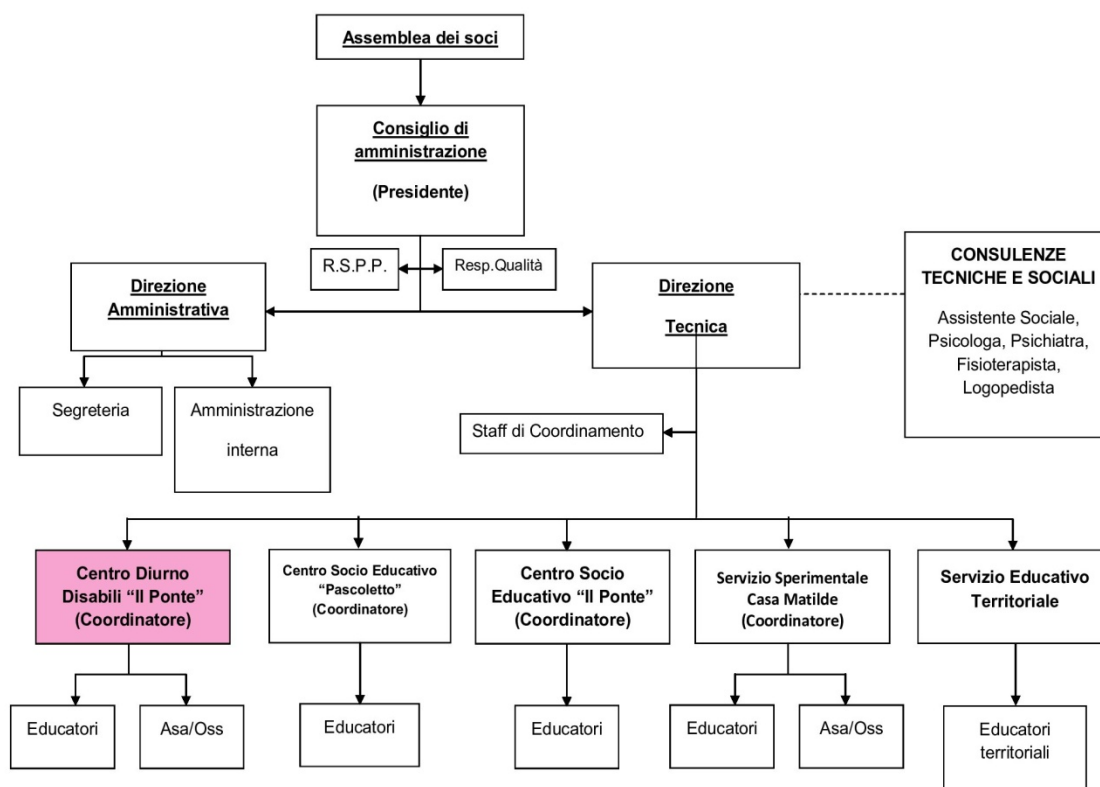 Assemblea dei soci
Consiglio di
amministrazione
(Presidente)
R.S.P.P.
Resp.Qualità
Direzione
Amministrativa
Direzione
Tecnica
CONSULENZE
TECNICHE E SOCIALI
Assistente Sociale,
Psicologa, Psichiatra,
Fisioterapista,
Logopedista
Segreteria
Amministrazione
interna
Staff di Coordinamento
Centro Diurno
Disabili “Il Ponte”
(Coordinatore)
Centro Socio Educativo
“Pascoletto”
(Coordinatore)
Centro Socio
Educativo “Il Ponte”
(Coordinatore)
Servizio Sperimentale
Casa Matilde
(Coordinatore)
Servizio Educativo
Territoriale
Educatori
Asa/Oss
Educatori
Educatori
Educatori
Asa/Oss
Educatori
territoriali